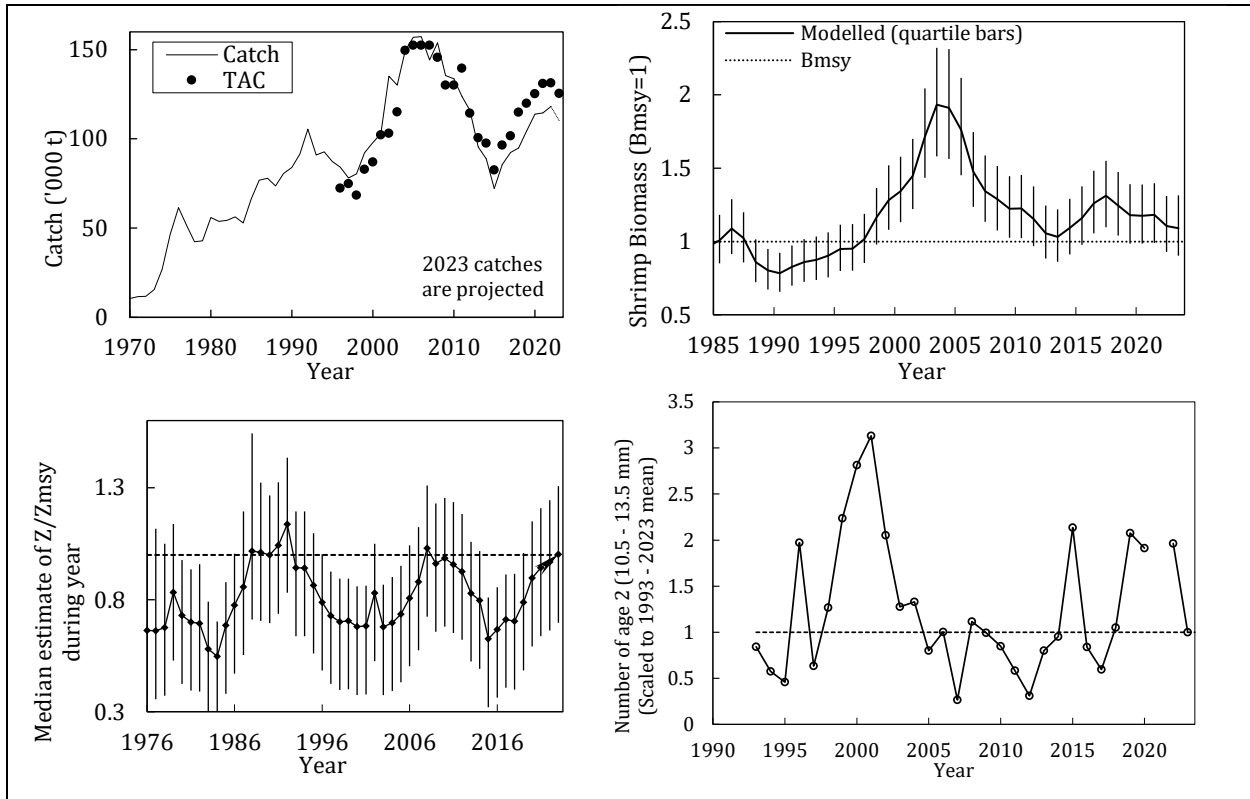 Catch ('000 t)
150
100
50
0
Catch
TAC
2023 catches
are projected
1970 1980 1990 2000 2010 2020
Year
Shrimp Biomass (Bmsy=1)
2.5
2
1.5
1
0.5
Modelled (quartile bars)
Bmsy
1985 1990 1995 2000 2005 2010 2015 2020
Year
Median estimate of Z/Zmsy
during year
1.3
0.8
0.3
1976 1986 1996 2006 2016
Year
Number of age 2 (10.5 - 13.5 mm)
(Scaled to 1993 - 2023 mean)
3.5
3
2.5
2
1.5
1
0.5
0
1990 1995 2000 2005 2010 2015 2020
Year